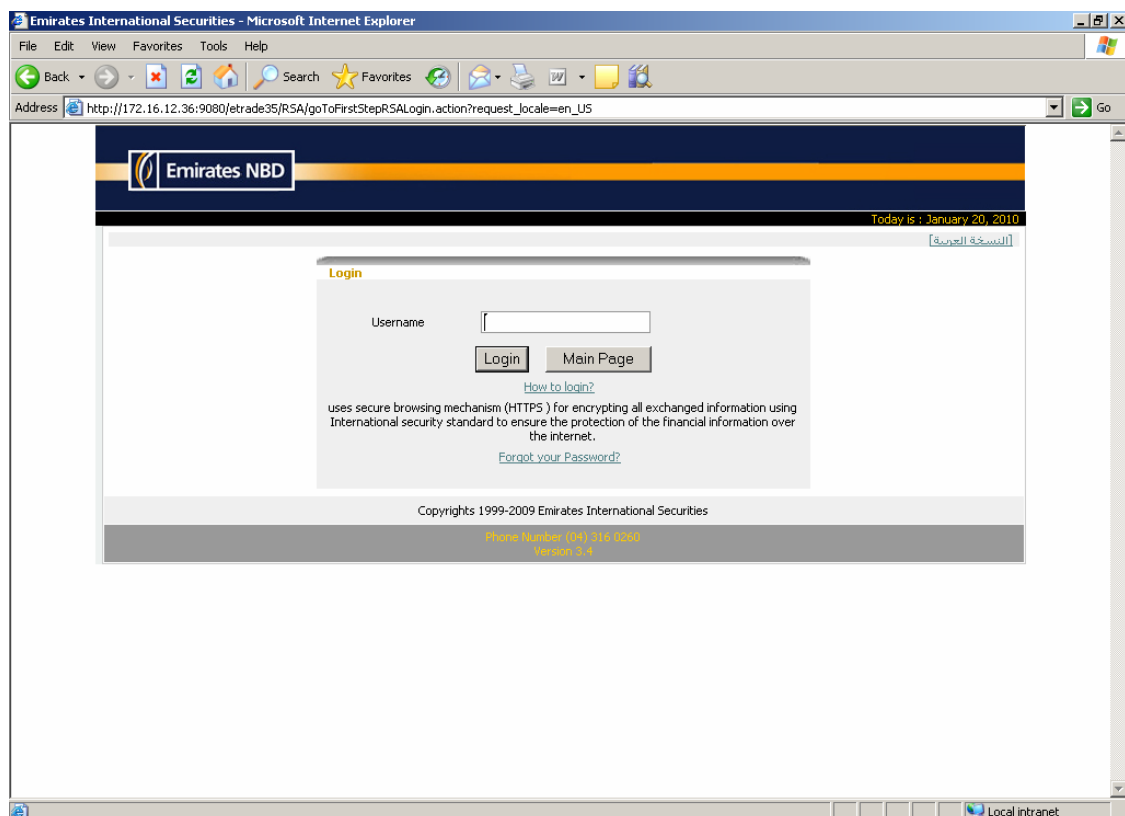 Emirates International Securities - Microsoft Internet Explorer
File Edit View Favorites Tools Help
Back Search Favorites
Address http://172.16.12.36:9080/etrade35/RSA/goToFirstStepRSALogin.action?request_locale=en_US Go
Emirates NBD
Today is : January 20, 2010
[النسخة العربية]
Login
Username
Login Main Page
How to login?
uses secure browsing mechanism (HTTPS ) for encrypting all exchanged information using
International security standard to ensure the protection of the financial information over
the internet.
Forgot your Password?
Copyrights 1999-2009 Emirates International Securities
Phone Number (04) 316 0260
Version 3.4
Local intranet